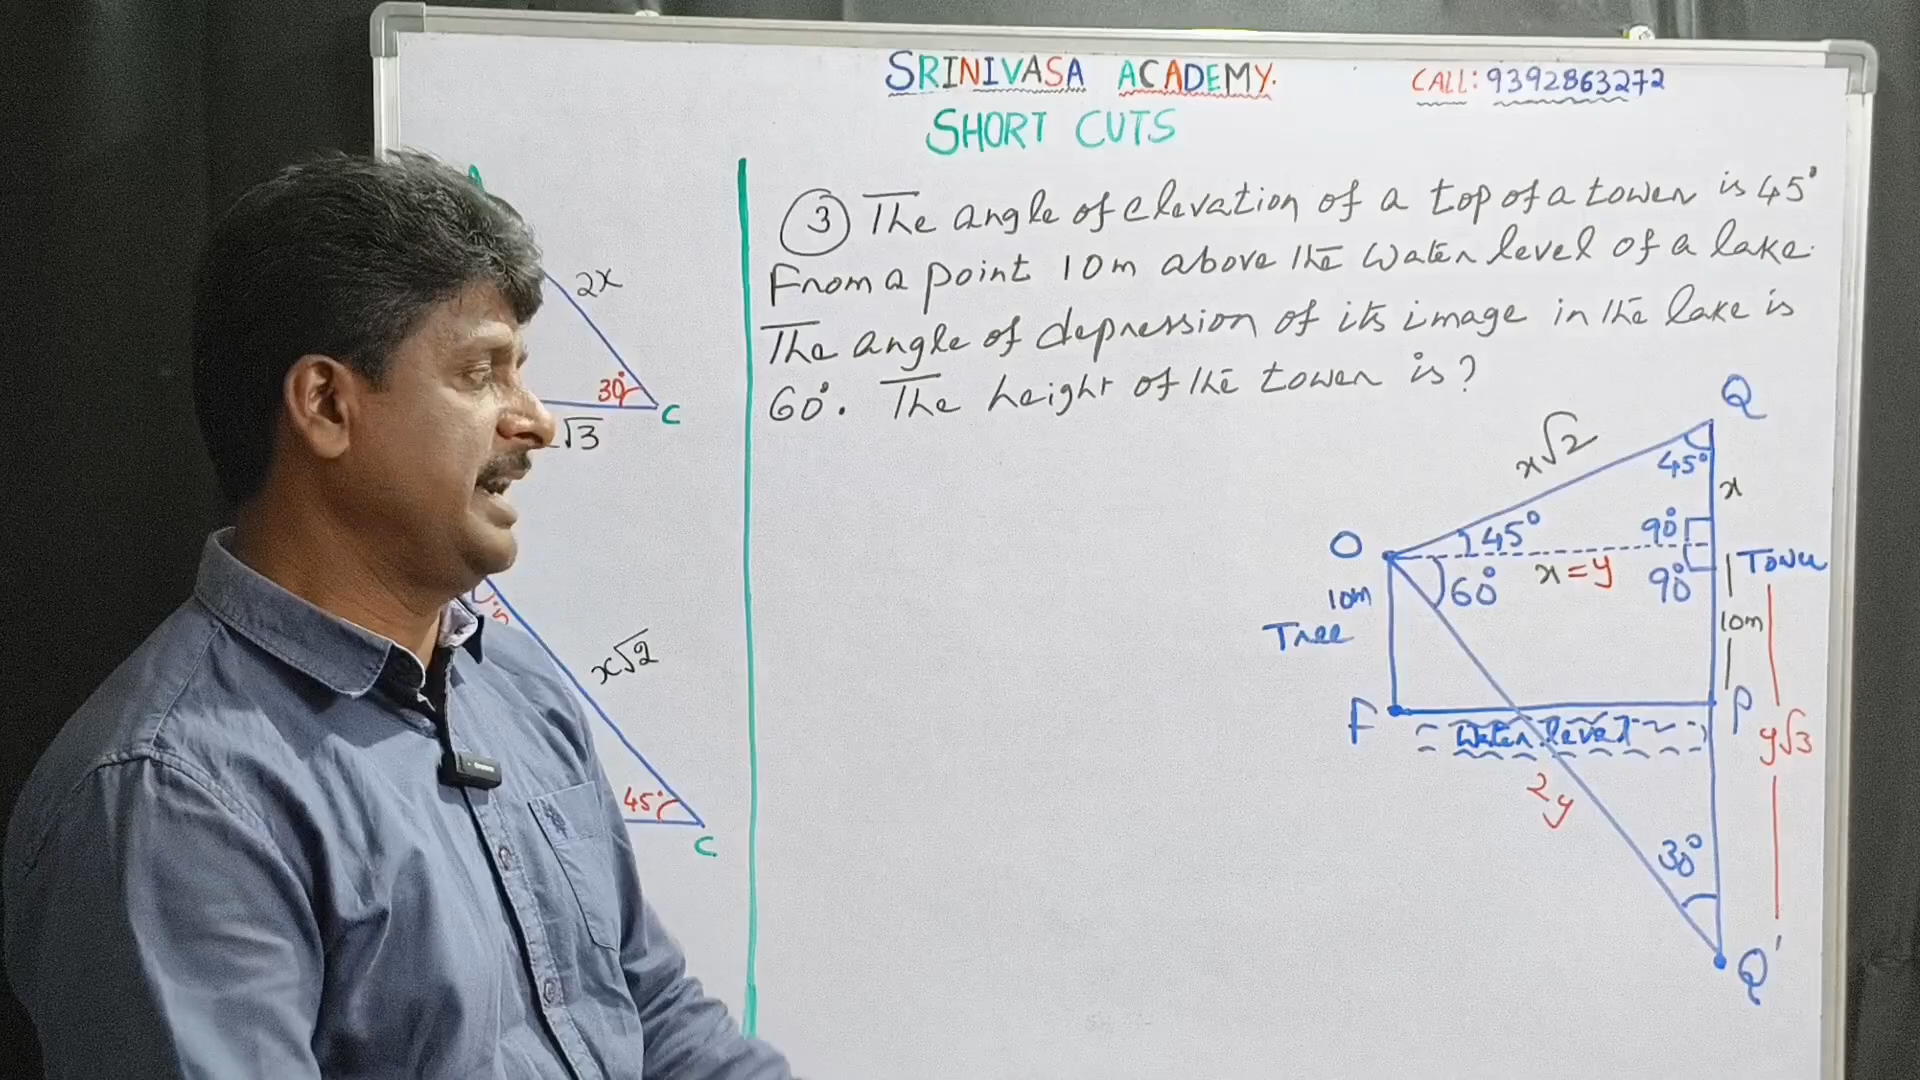 SRINIVASA ACADEMY.
CALL: 9392863272
SHORT CUTS
③ The angle of elevation of a top of a tower is 45°
From a point 10m above the water level of a lake.
The angle of depression of its image in the lake is
60°. The height of the tower is?
2x
30°
C
√3
x√2
45°
C
Q
x√2
45°
x
O
45°
90°
x = y
Tower
10m
60°
90°
10m
Tree
F
P
Water level
y√3
2y
30°
Q'